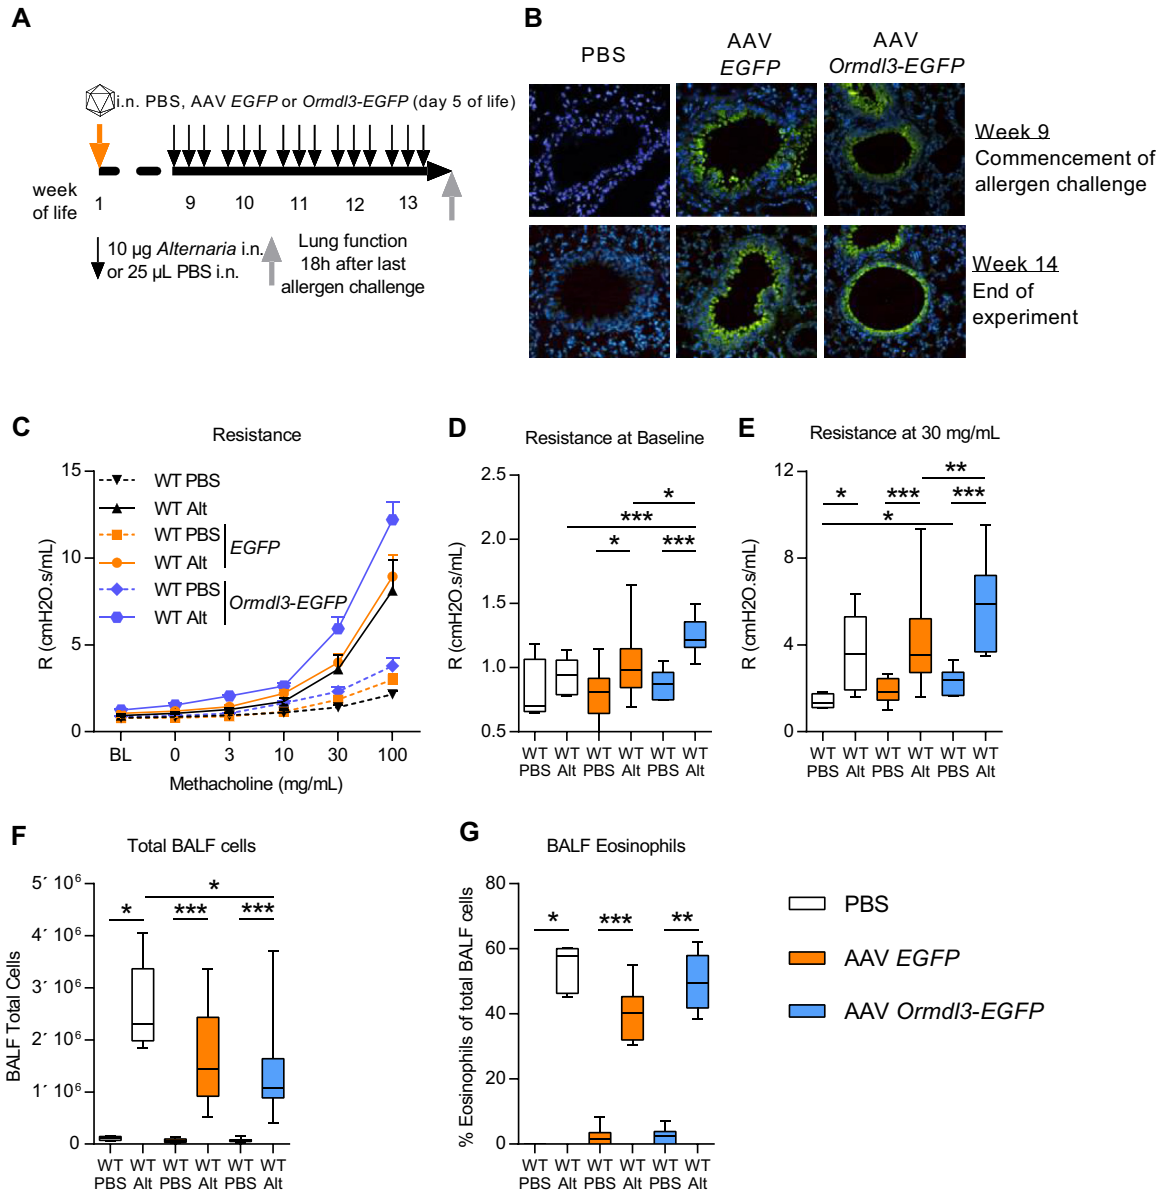 A
i.n. PBS, AAV EGFP or Ormdl3-EGFP (day 5 of life)
week
of life
1
9
10
11
12
13
10 µg Alternaria i.n.
or 25 µL PBS i.n.
Lung function
18h after last
allergen challenge
B
PBS
AAV
EGFP
AAV
Ormdl3-EGFP
Week 9
Commencement of
allergen challenge
Week 14
End of
experiment
C
Resistance
R (cmH2O.s/mL)
15
10
5
0
WT PBS
WT Alt
WT PBS
WT Alt
EGFP
WT PBS
WT Alt
Ormdl3-EGFP
BL 0 3 10 30 100
Methacholine (mg/mL)
D
Resistance at Baseline
R (cmH2O.s/mL)
2.5
2.0
1.5
1.0
0.5
*
***
* ***
WT WT WT WT WT WT
PBS Alt PBS Alt PBS Alt
E
Resistance at 30 mg/mL
R (cmH2O.s/mL)
12
8
4
0
**
* *** ***
*
WT WT WT WT WT WT
PBS Alt PBS Alt PBS Alt
F
Total BALF cells
BALF Total Cells
5´ 10⁶
4´ 10⁶
3´ 10⁶
2´ 10⁶
1´ 10⁶
0
*
* *** ***
WT WT WT WT WT WT
PBS Alt PBS Alt PBS Alt
G
BALF Eosinophils
% Eosinophils of total BALF cells
80
60
40
20
0
* *** **
WT WT WT WT WT WT
PBS Alt PBS Alt PBS Alt
PBS
AAV EGFP
AAV Ormdl3-EGFP